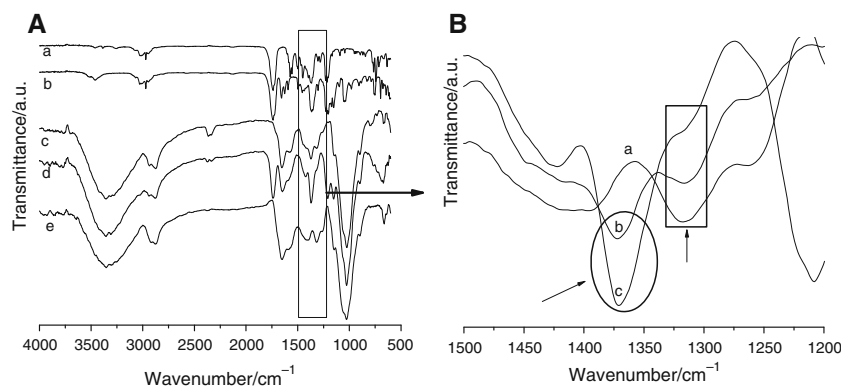 A
a
b
c
d
e
Transmittance/a.u.
4000 3500 3000 2500 2000 1500 1000 500
Wavenumber/cm⁻¹
B
a
b
c
Transmittance/a.u.
1500 1450 1400 1350 1300 1250 1200
Wavenumber/cm⁻¹